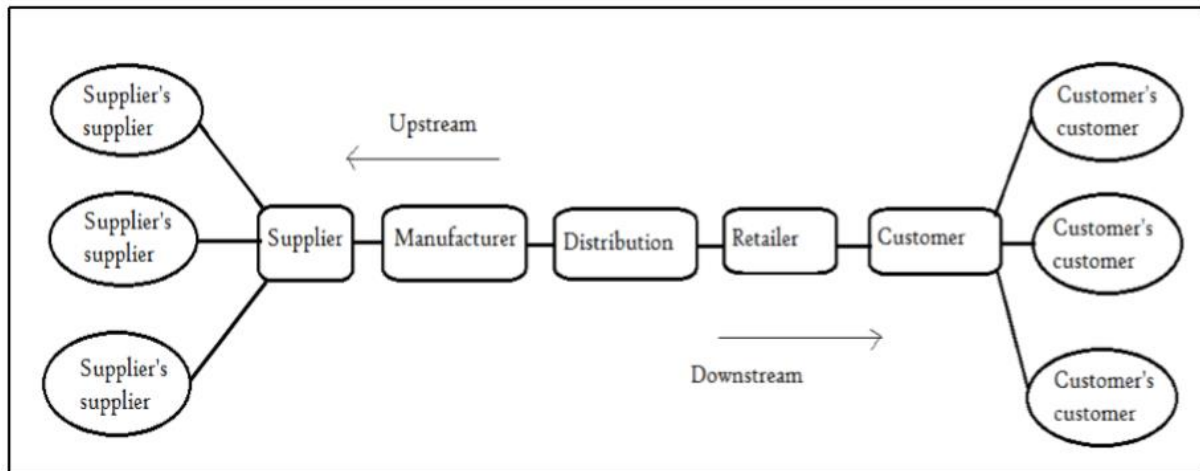 Supplier's
supplier
Supplier's
supplier
Supplier's
supplier
Upstream
Supplier
Manufacturer
Distribution
Retailer
Customer
Downstream
Customer's
customer
Customer's
customer
Customer's
customer